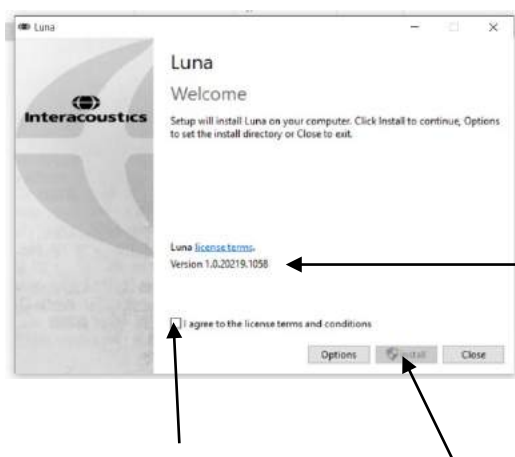 Luna
Luna
Welcome
Interacoustics
Setup will install Luna on your computer. Click Install to continue, Options
to set the install directory or Close to exit.
Luna license terms.
Version 1.0.20219.1058
I agree to the license terms and conditions
Options
Install
Close